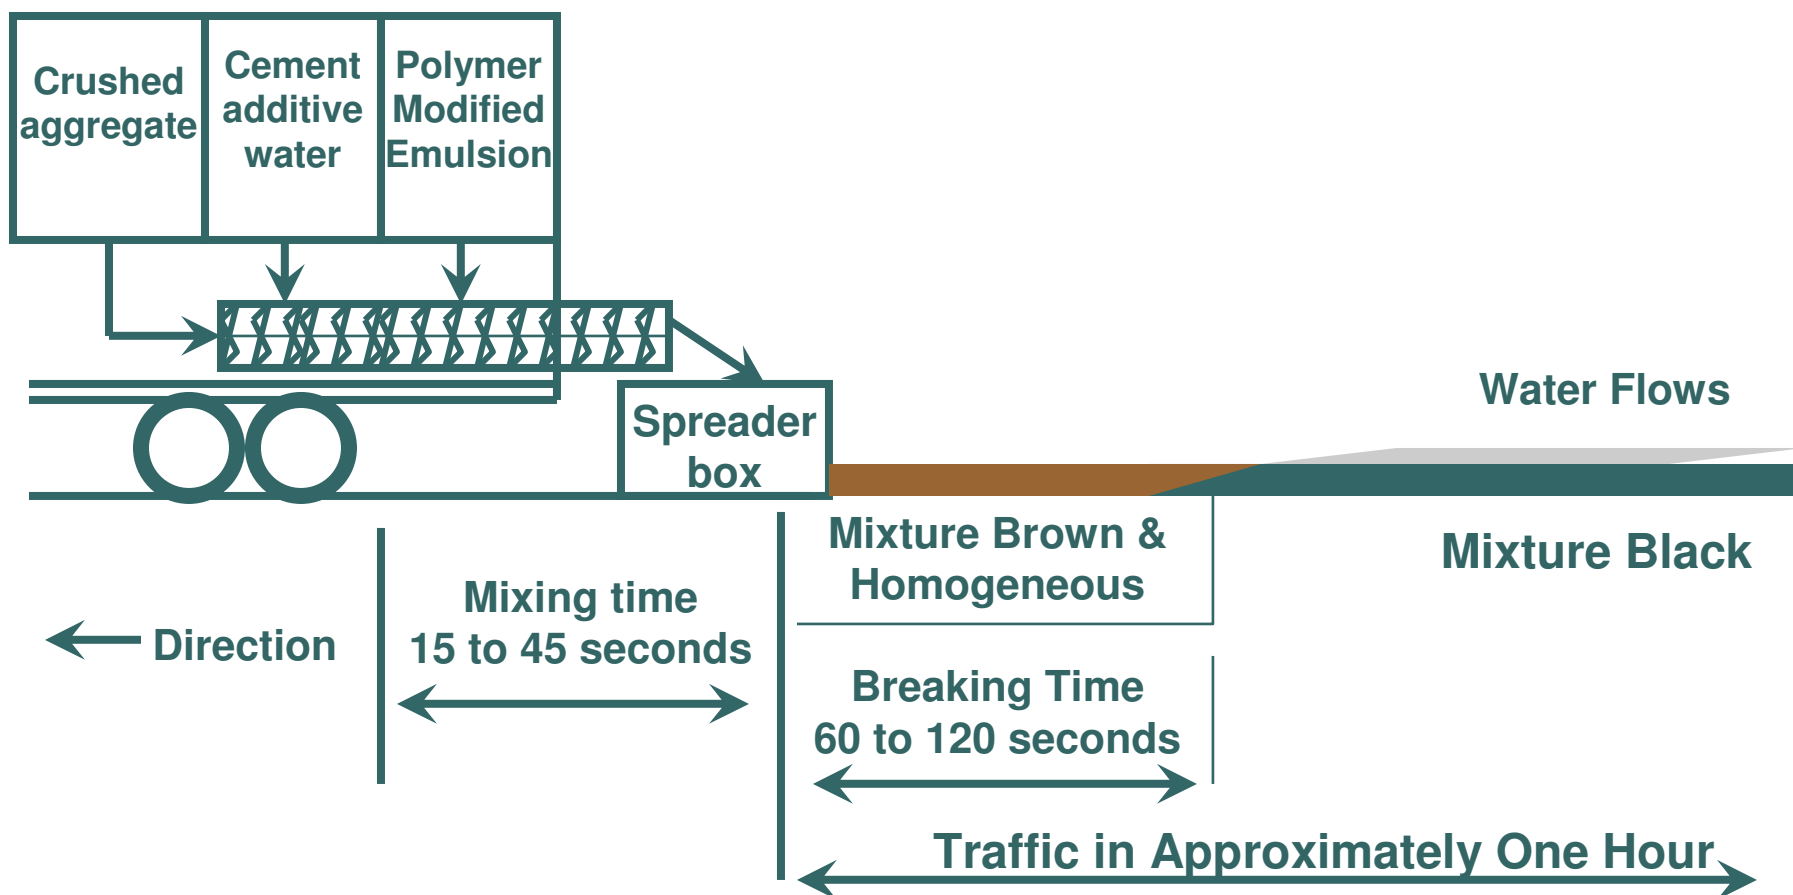 Crushed
aggregate
Cement
additive
water
Polymer
Modified
Emulsion
Spreader
box
Water Flows
Mixture Brown &
Homogeneous
Mixture Black
Direction
Mixing time
15 to 45 seconds
Breaking Time
60 to 120 seconds
Traffic in Approximately One Hour